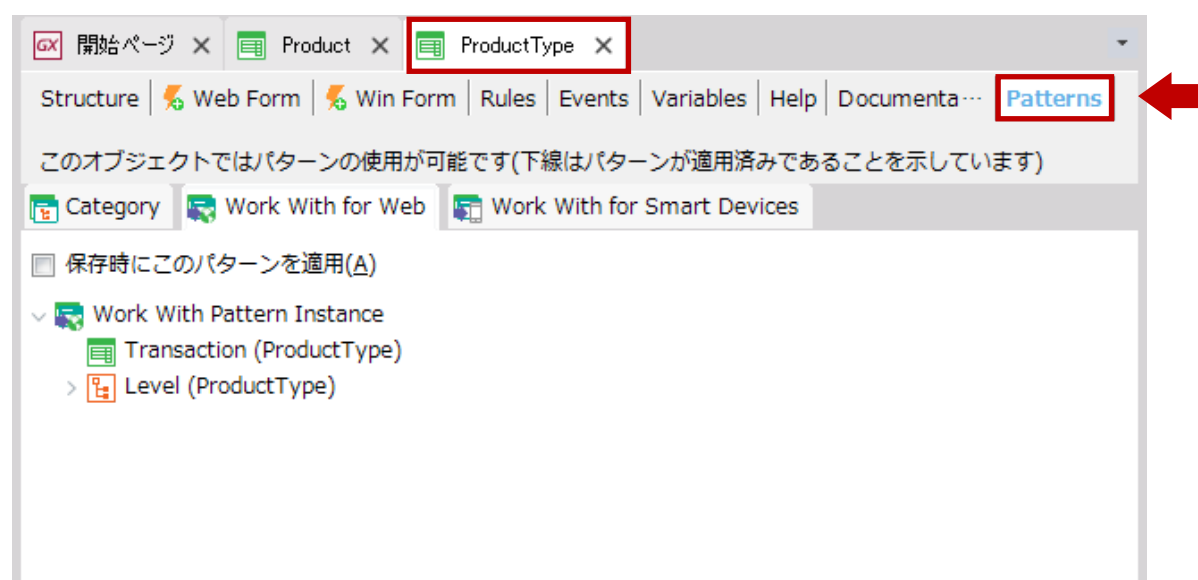 GX 開始ページ Product ProductType
Structure Web Form Win Form Rules Events Variables Help Documenta… Patterns
このオブジェクトではパターンの使用が可能です(下線はパターンが適用済みであることを示しています)
Category Work With for Web Work With for Smart Devices
保存時にこのパターンを適用(A)
Work With Pattern Instance
Transaction (ProductType)
Level (ProductType)